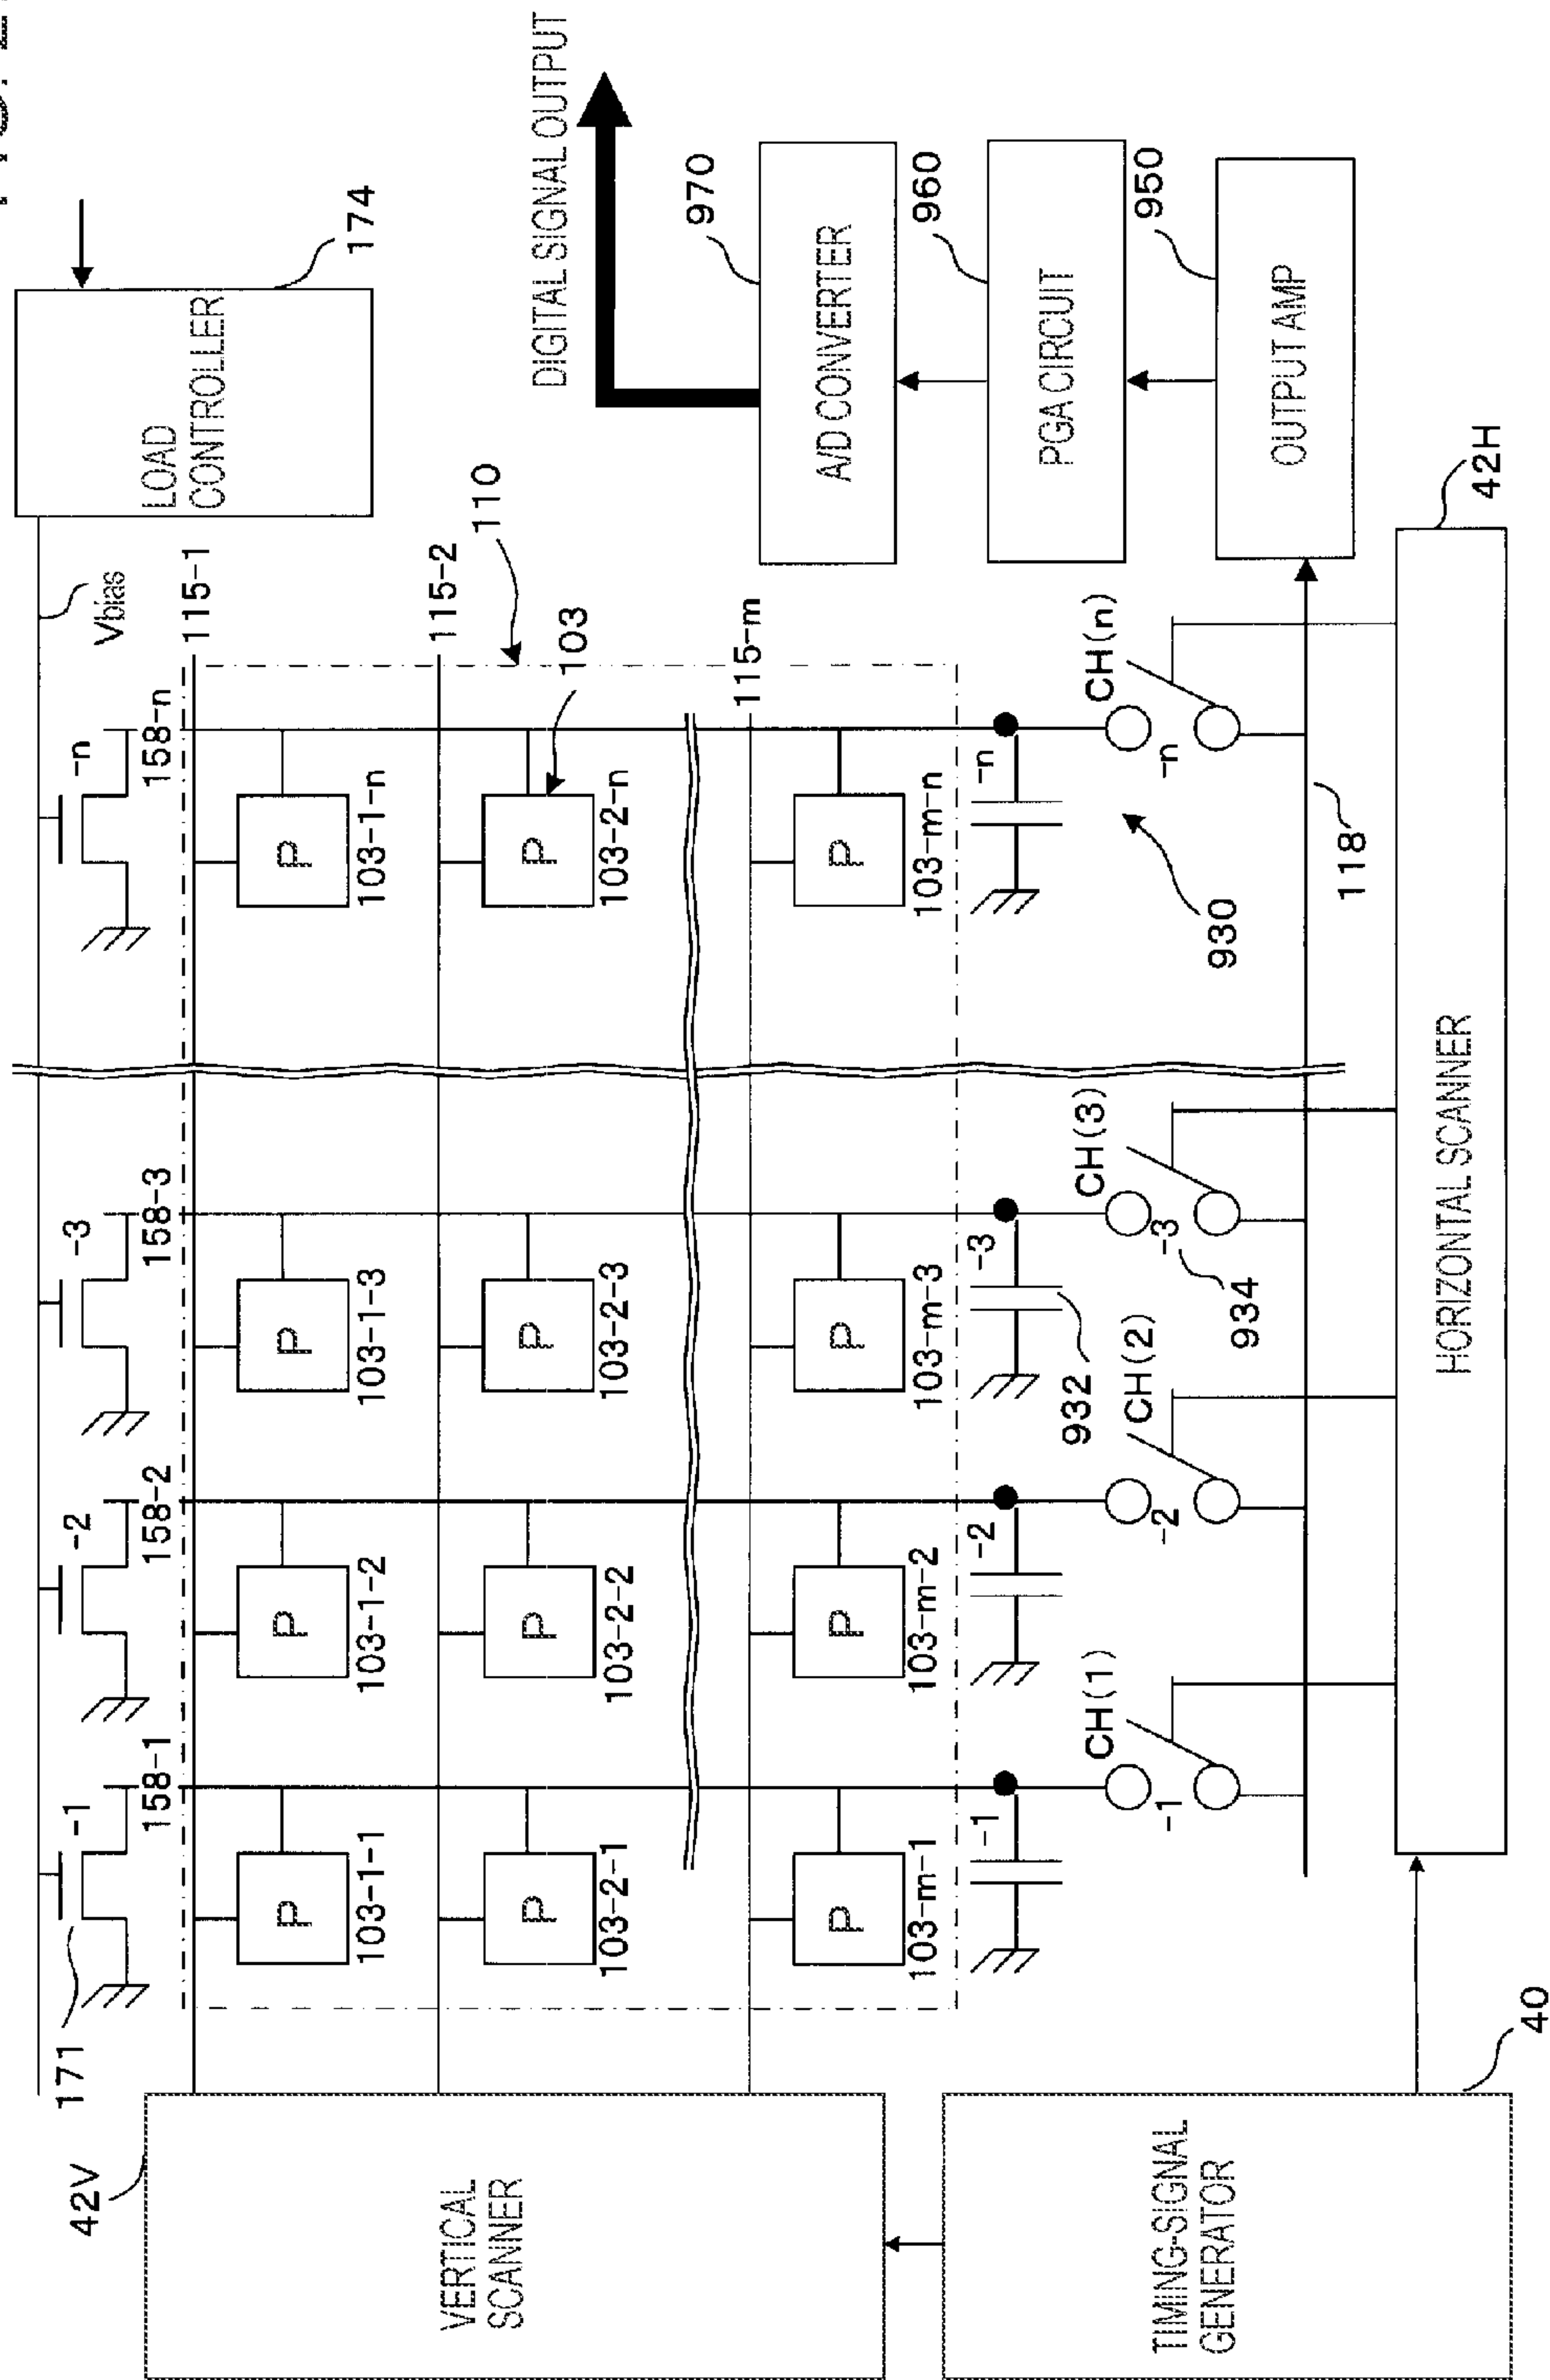 LOAD
CONTROLLER
174
Vbias
171
-1
-2
-3
-n
158-1
158-2
158-3
158-n
115-1
42V
VERTICAL
SCANNER
P
P
P
P
103-1-1
103-1-2
103-1-3
103-1-n
115-2
110
103
P
P
P
P
103-2-1
103-2-2
103-2-3
103-2-n
115-m
P
P
P
P
103-m-1
103-m-2
103-m-3
103-m-n
-1
-2
-3
-n
932
930
CH(1)
CH(2)
CH(3)
CH(n)
-1
-2
-3
-n
934
118
DIGITAL SIGNAL OUTPUT
970
A/D CONVERTER
960
PGA CIRCUIT
950
OUTPUT AMP
42H
HORIZONTAL SCANNER
TIMING-SIGNAL
GENERATOR
40